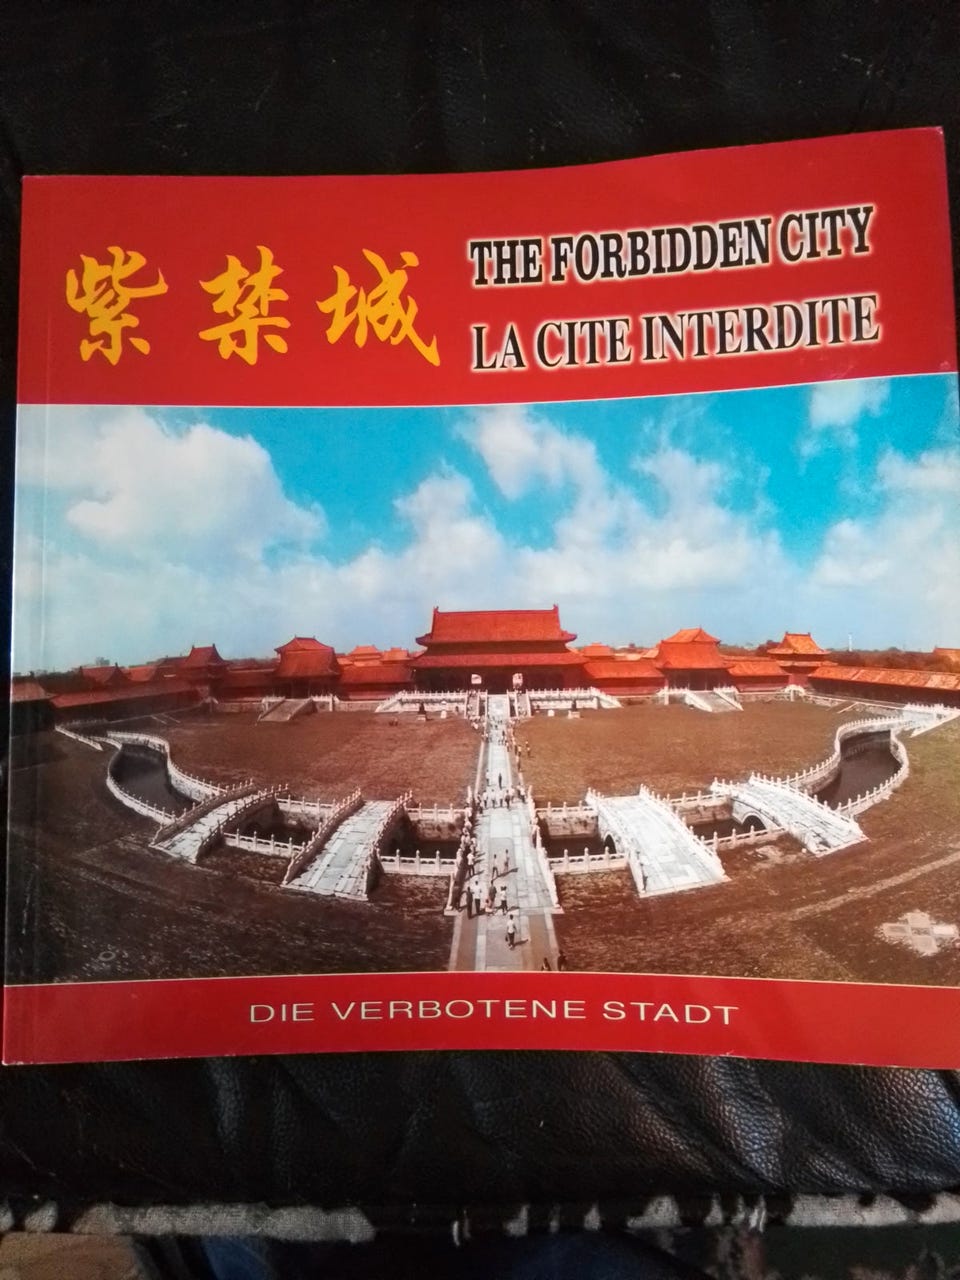 紫禁城
THE FORBIDDEN CITY
LA CITE INTERDITE
DIE VERBOTENE STADT